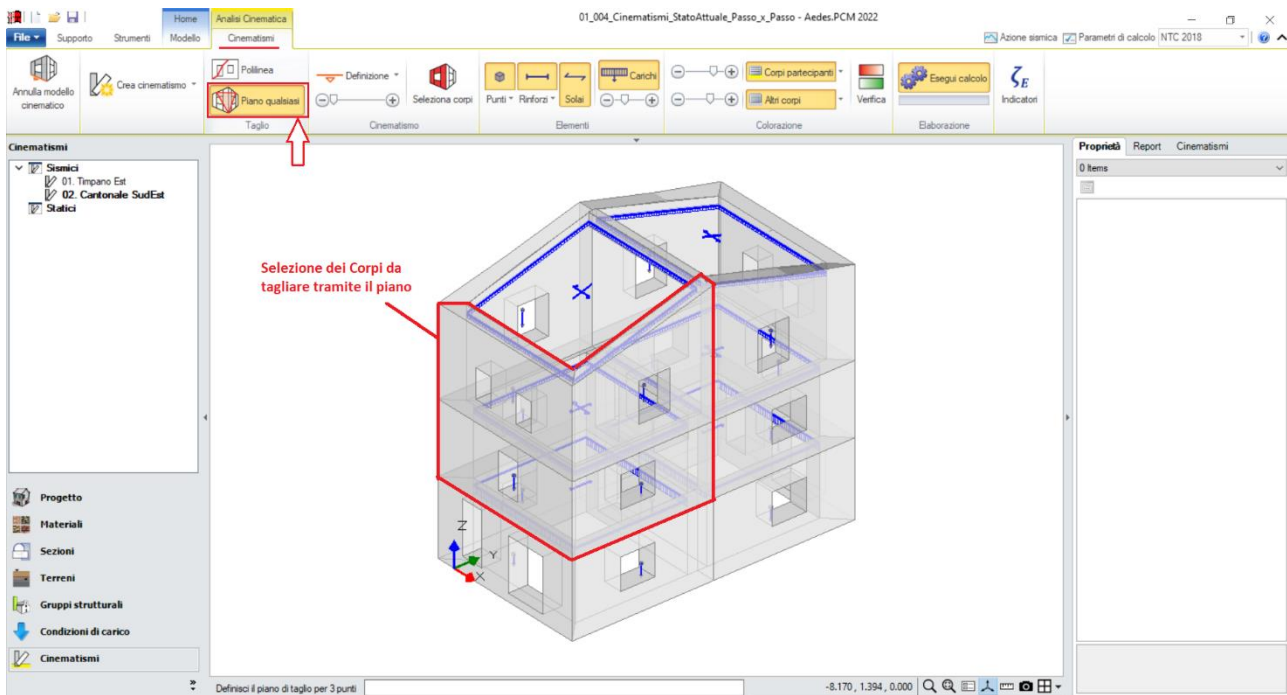 Home
Analisi Cinematica
01_004_Cinematismi_StatoAttuale_Passo_x_Passo - Aedes.PCM 2022
File
Supporto
Strumenti
Modello
Cinematismi
Azione sismica
Parametri di calcolo
NTC 2018
Annulla modello
cinematico
Crea cinematismo
Polilinea
Piano qualsiasi
Taglio
Definizione
Seleziona corpi
Cinematismo
Punti
Rinforzi
Solai
Carichi
Elementi
Corpi partecipanti
Altri corpi
Colorazione
Verifica
Esegui calcolo
Elaborazione
ζE
Indicatori
Cinematismi
Sismici
01. Timpano Est
02. Cantonale SudEst
Statici
Selezione dei Corpi da
tagliare tramite il piano
Z
Y
X
Proprietà
Report
Cinematismi
0 Items
Progetto
Materiali
Sezioni
Terreni
Gruppi strutturali
Condizioni di carico
Cinematismi
Definisci il piano di taglio per 3 punti
-8.170 , 1.394 , 0.000